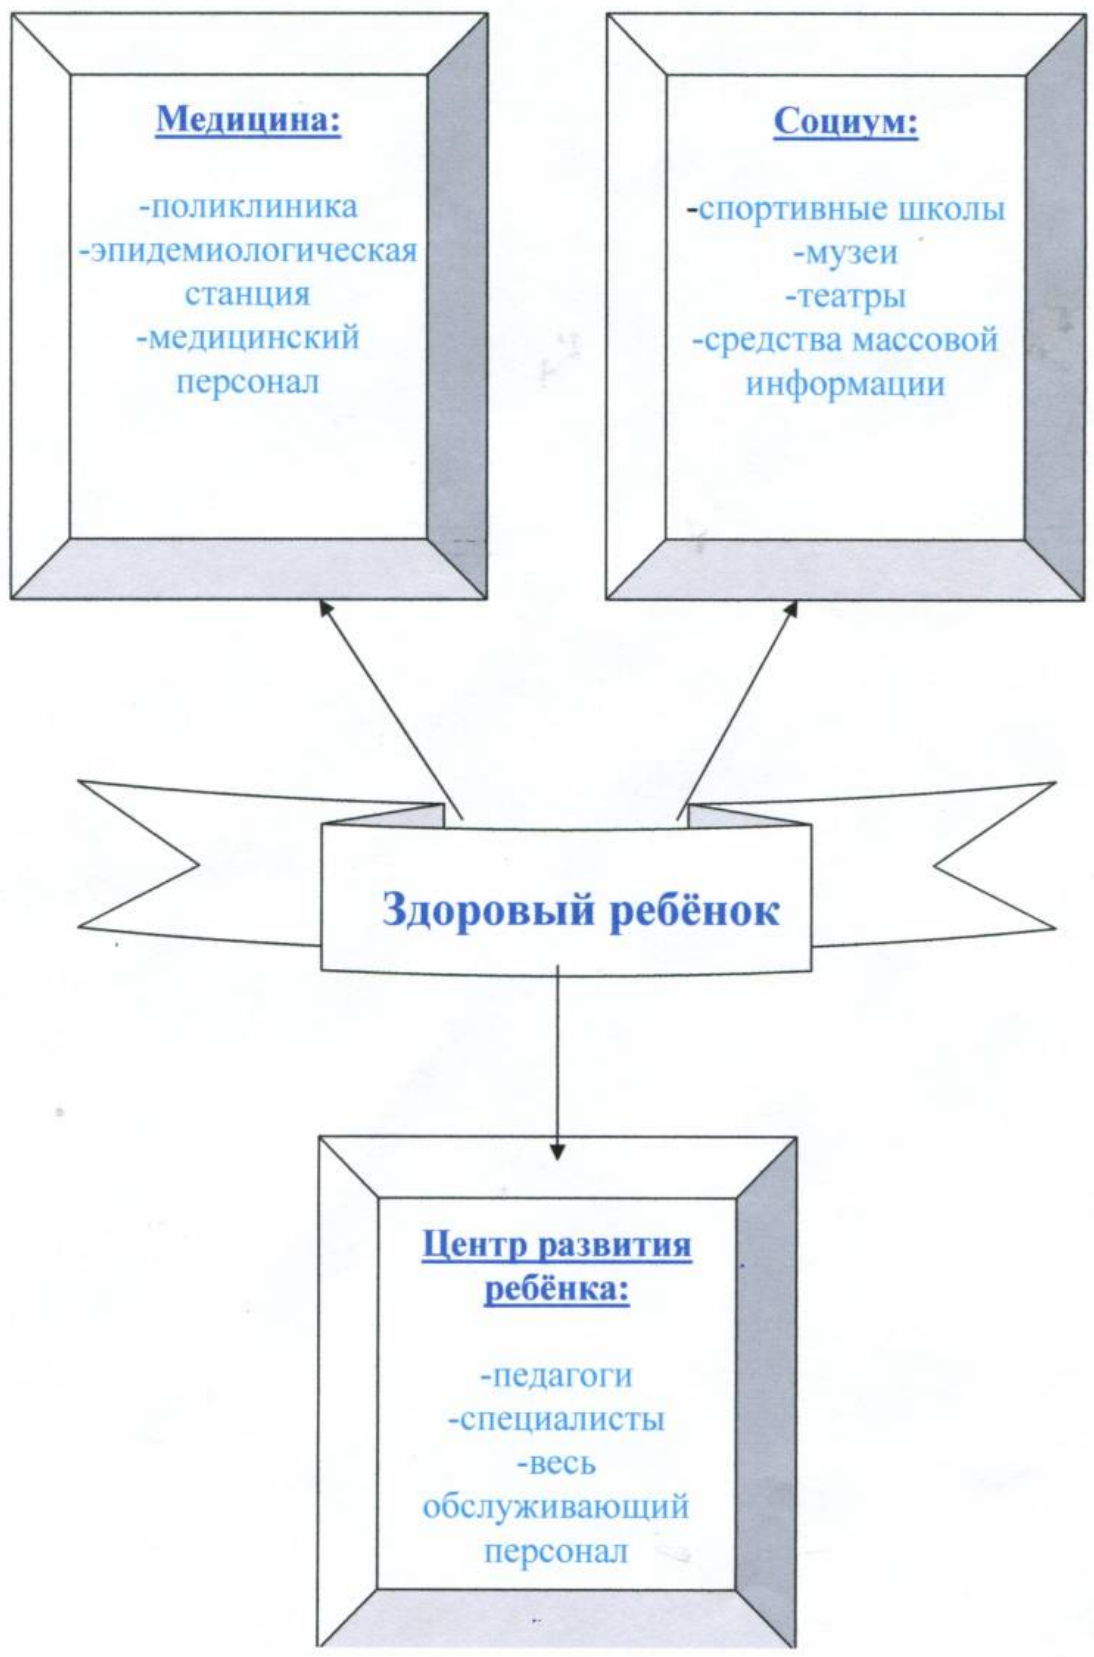 Медицина:
-поликлиника
-эпидемиологическая
станция
-медицинский
персонал
Социум:
-спортивные школы
-музеи
-театры
-средства массовой
информации
Здоровый ребёнок
Центр развития
ребёнка:
-педагоги
-специалисты
-весь
обслуживающий
персонал